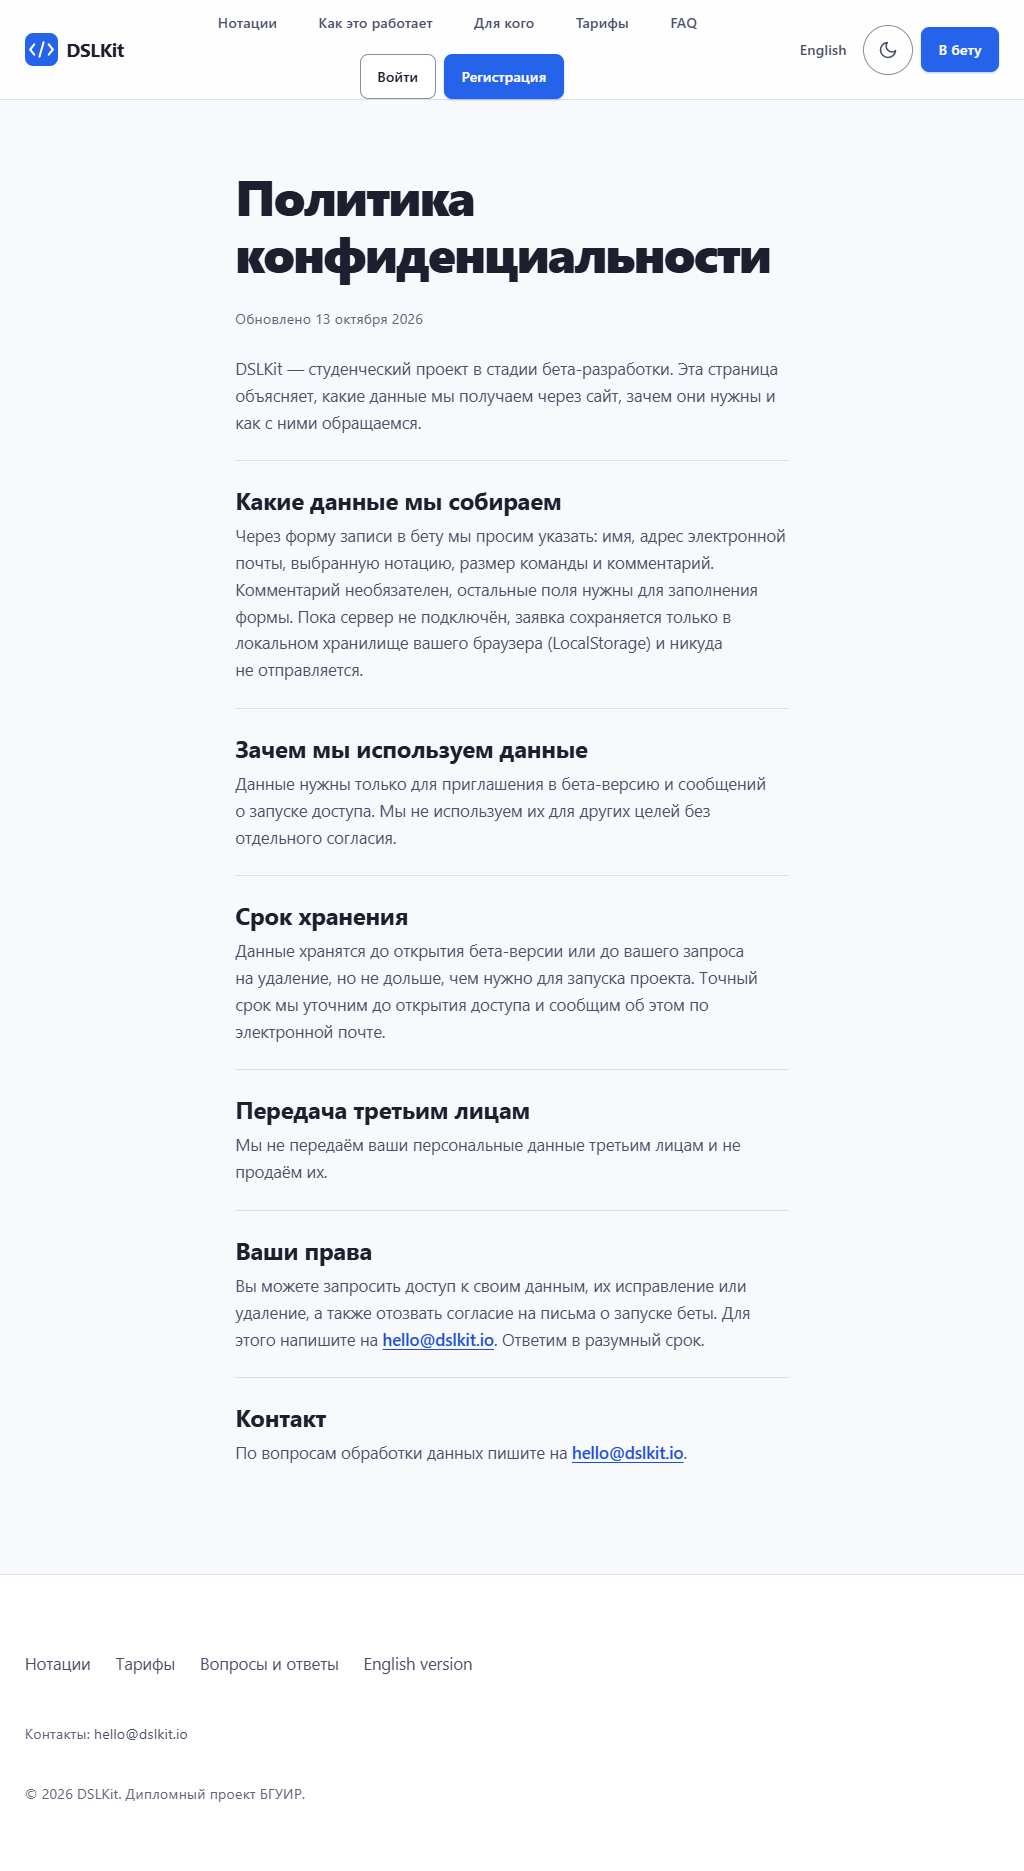 DSLKit
Нотации
Как это работает
Для кого
Тарифы
FAQ
Войти
Регистрация
English
В бету
Политика
конфиденциальности
Обновлено 13 октября 2026
DSLKit — студенческий проект в стадии бета-разработки. Эта страница
объясняет, какие данные мы получаем через сайт, зачем они нужны и
как с ними обращаемся.
Какие данные мы собираем
Через форму записи в бету мы просим указать: имя, адрес электронной
почты, выбранную нотацию, размер команды и комментарий.
Комментарий необязателен, остальные поля нужны для заполнения
формы. Пока сервер не подключён, заявка сохраняется только в
локальном хранилище вашего браузера (LocalStorage) и никуда
не отправляется.
Зачем мы используем данные
Данные нужны только для приглашения в бета-версию и сообщений
о запуске доступа. Мы не используем их для других целей без
отдельного согласия.
Срок хранения
Данные хранятся до открытия бета-версии или до вашего запроса
на удаление, но не дольше, чем нужно для запуска проекта. Точный
срок мы уточним до открытия доступа и сообщим об этом по
электронной почте.
Передача третьим лицам
Мы не передаём ваши персональные данные третьим лицам и не
продаём их.
Ваши права
Вы можете запросить доступ к своим данным, их исправление или
удаление, а также отозвать согласие на письма о запуске беты. Для
этого напишите на hello@dslkit.io. Ответим в разумный срок.
Контакт
По вопросам обработки данных пишите на hello@dslkit.io.
Нотации
Тарифы
Вопросы и ответы
English version
Контакты: hello@dslkit.io
© 2026 DSLKit. Дипломный проект БГУИР.